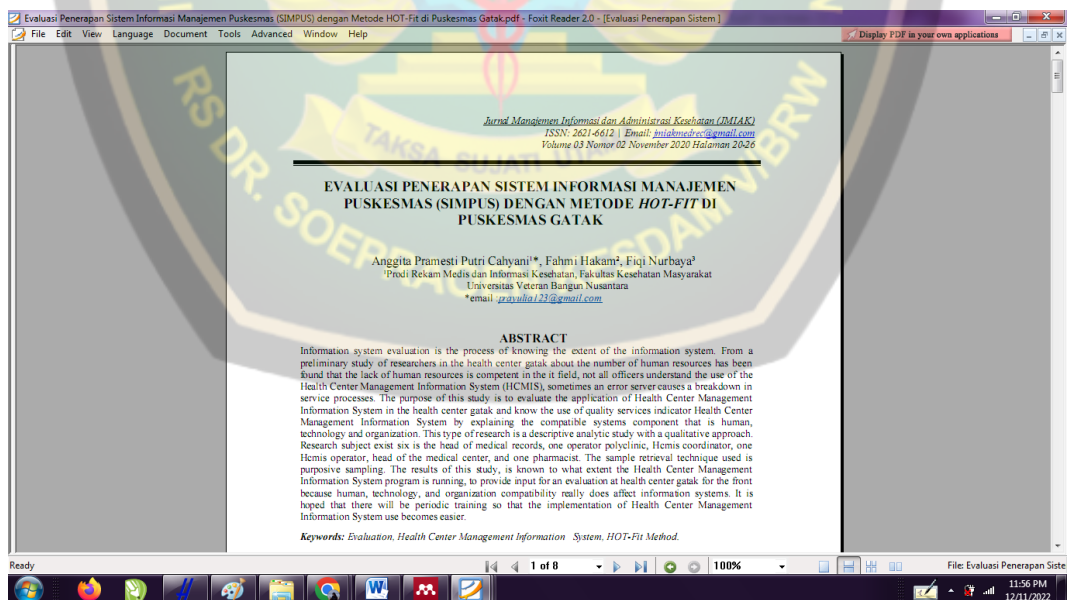 Evaluasi Penerapan Sistem Informasi Manajemen Puskesmas (SIMPUS) dengan Metode HOT-Fit di Puskesmas Gatak.pdf - Foxit Reader 2.0 - [Evaluasi Penerapan Sistem ]
File Edit View Language Document Tools Advanced Window Help Display PDF in your own applications
RS DR. SOEPRAOEN KESDAM V/BRW
TAKSA SUJATI UTAMA
Jurnal Manajemen Informasi dan Administrasi Kesehatan (JMIAK)
ISSN: 2621-6612 | Email: jmiakmedrec@gmail.com
Volume 03 Nomor 02 November 2020 Halaman 20-26
EVALUASI PENERAPAN SISTEM INFORMASI MANAJEMEN
PUSKESMAS (SIMPUS) DENGAN METODE HOT-FIT DI
PUSKESMAS GATAK
Anggita Pramesti Putri Cahyani¹*, Fahmi Hakam², Fiqi Nurbaya³
¹Prodi Rekam Medis dan Informasi Kesehatan, Fakultas Kesehatan Masyarakat
Universitas Veteran Bangun Nusantara
*email :prayulia123@gmail.com
ABSTRACT
Information system evaluation is the process of knowing the extent of the information system. From a
preliminary study of researchers in the health center gatak about the number of human resources has been
found that the lack of human resources is competent in the it field, not all officers understand the use of the
Health Center Management Information System (HCMIS), sometimes an error server causes a breakdown in
service processes. The purpose of this study is to evaluate the application of Health Center Management
Information System in the health center gatak and know the use of quality services indicator Health Center
Management Information System by explaining the compatible systems component that is human,
technology and organization. This type of research is a descriptive analytic study with a qualitative approach.
Research subject exist six is the head of medical records, one operator polyclinic, Hcmis coordinator, one
Hcmis operator, head of the medical center, and one pharmacist. The sample retrieval technique used is
purposive sampling. The results of this study, is known to what extent the Health Center Management
Information System program is running, to provide input for an evaluation at health center gatak for the front
because human, technology, and organization compatibility really does affect information systems. It is
hoped that there will be periodic training so that the implementation of Health Center Management
Information System use becomes easier.
Keywords: Evaluation, Health Center Management Information System, HOT-Fit Method.
Ready 1 of 8 100% File: Evaluasi Penerapan Siste
11:56 PM
12/11/2022